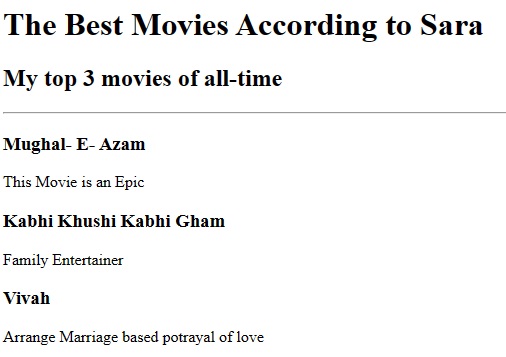 The Best Movies According to Sara
My top 3 movies of all-time
Mughal- E- Azam
This Movie is an Epic
Kabhi Khushi Kabhi Gham
Family Entertainer
Vivah
Arrange Marriage based potrayal of love